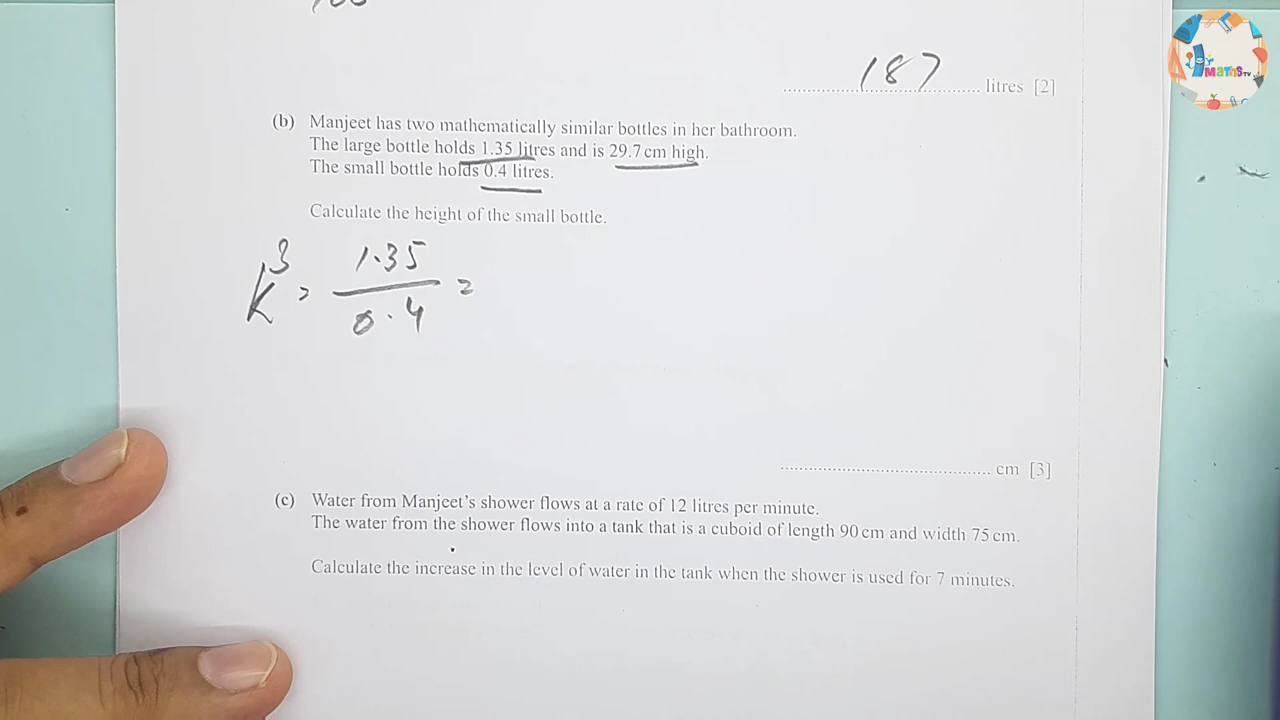 187
litres [2]
(b) Manjeet has two mathematically similar bottles in her bathroom.
The large bottle holds 1.35 litres and is 29.7 cm high.
The small bottle holds 0.4 litres.
Calculate the height of the small bottle.
K³ = 1.35
0.4 =
cm [3]
(c) Water from Manjeet's shower flows at a rate of 12 litres per minute.
The water from the shower flows into a tank that is a cuboid of length 90 cm and width 75 cm.
Calculate the increase in the level of water in the tank when the shower is used for 7 minutes.
MATHS TV